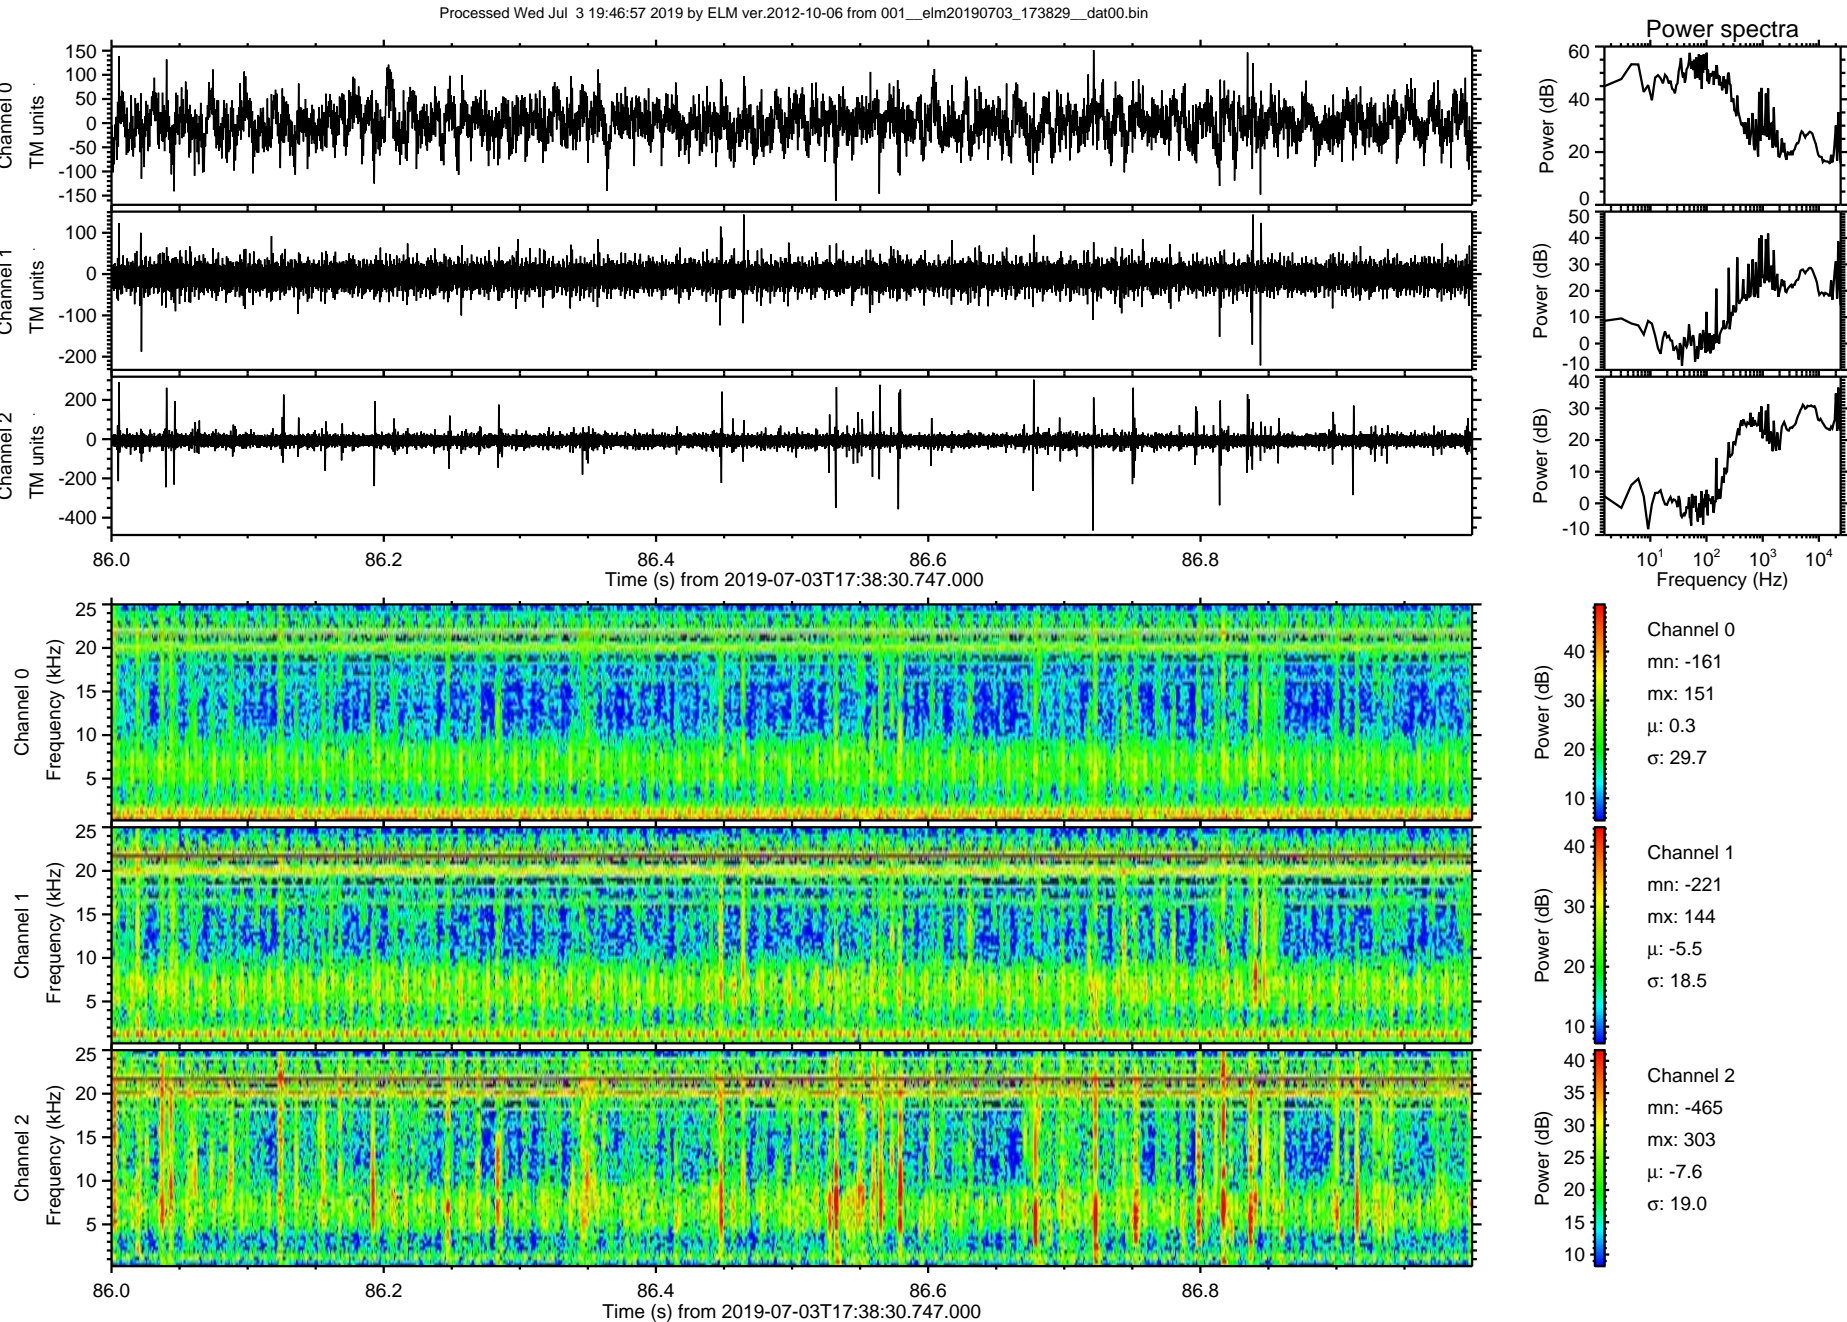 Processed Wed Jul  3 19:46:57 2019 by ELM ver.2012-10-06 from 001__elm20190703_173829__dat00.bin
Power spectra
Channel 0
TM units
150
100
50
0
-50
-100
-150
Power (dB)
60
40
20
0
Channel 1
TM units
100
0
-100
-200
Power (dB)
50
40
30
20
10
0
-10
Channel 2
TM units
200
0
-200
-400
Power (dB)
40
30
20
10
0
-10
86.0 86.2 86.4 86.6 86.8
Time (s) from 2019-07-03T17:38:30.747.000
10^1 10^2 10^3 10^4
Frequency (Hz)
Channel 0
Frequency (kHz)
25
20
15
10
5
Power (dB)
40
30
20
10
Channel 0
mn: -161
mx: 151
μ: 0.3
σ: 29.7
Channel 1
Frequency (kHz)
25
20
15
10
5
Power (dB)
40
30
20
10
Channel 1
mn: -221
mx: 144
μ: -5.5
σ: 18.5
Channel 2
Frequency (kHz)
25
20
15
10
5
Power (dB)
40
35
30
25
20
15
10
Channel 2
mn: -465
mx: 303
μ: -7.6
σ: 19.0
86.0 86.2 86.4 86.6 86.8
Time (s) from 2019-07-03T17:38:30.747.000